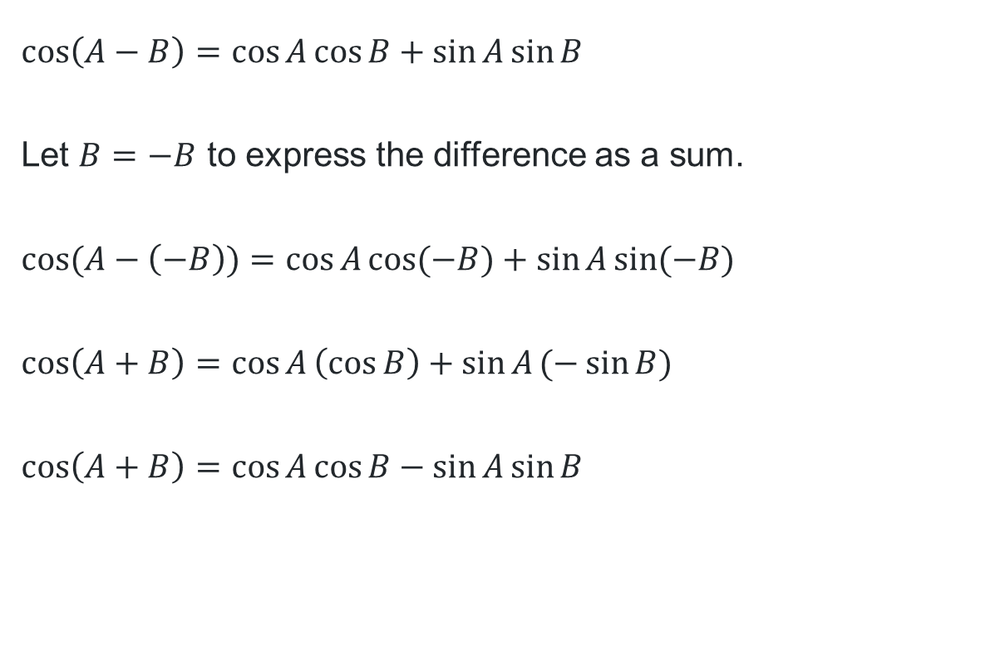 cos(A − B) = cos A cos B + sin A sin B
Let B = −B to express the difference as a sum.
cos(A − (−B)) = cos A cos(−B) + sin A sin(−B)
cos(A + B) = cos A (cos B) + sin A (− sin B)
cos(A + B) = cos A cos B − sin A sin B